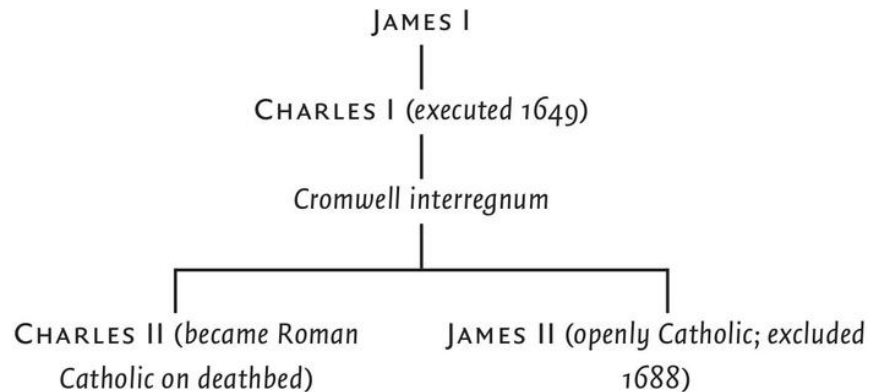 JAMES I
CHARLES I (executed 1649)
Cromwell interregnum
CHARLES II (became Roman
Catholic on deathbed)
JAMES II (openly Catholic; excluded
1688)